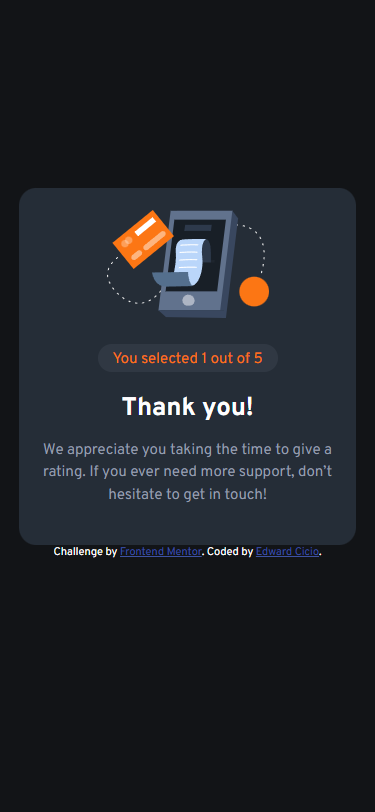 You selected 1 out of 5
Thank you!
We appreciate you taking the time to give a
rating. If you ever need more support, don’t
hesitate to get in touch!
Challenge by Frontend Mentor. Coded by Edward Cicio.